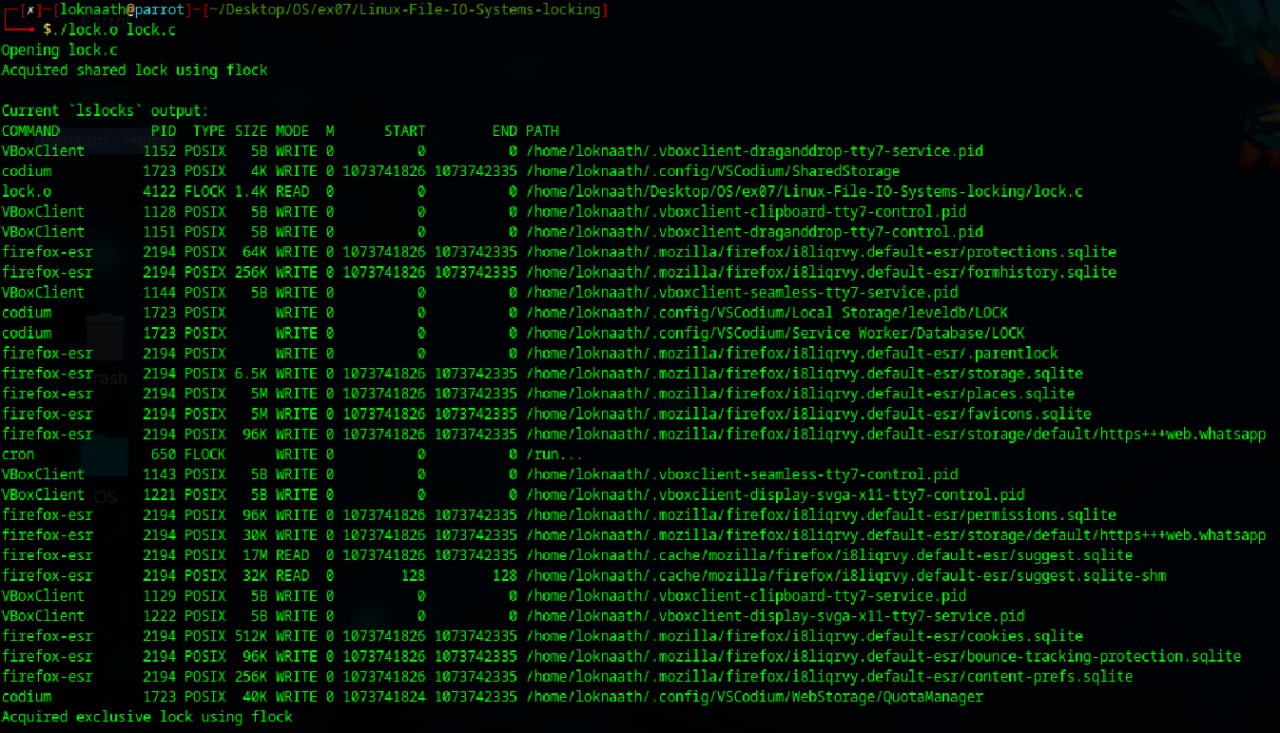 ┌─[✗]─[loknaath@parrot]─[~/Desktop/OS/ex07/Linux-File-IO-Systems-locking]
└──╼ $./lock.o lock.c
Opening lock.c
Acquired shared lock using flock
Current `lslocks` output:
COMMAND PID TYPE SIZE MODE M START END PATH
VBoxClient 1152 POSIX 5B WRITE 0 0 0 /home/loknaath/.vboxclient-draganddrop-tty7-service.pid
codium 1723 POSIX 4K WRITE 0 1073741826 1073742335 /home/loknaath/.config/VSCodium/SharedStorage
lock.o 4122 FLOCK 1.4K READ 0 0 0 /home/loknaath/Desktop/OS/ex07/Linux-File-IO-Systems-locking/lock.c
VBoxClient 1128 POSIX 5B WRITE 0 0 0 /home/loknaath/.vboxclient-clipboard-tty7-control.pid
VBoxClient 1151 POSIX 5B WRITE 0 0 0 /home/loknaath/.vboxclient-draganddrop-tty7-control.pid
firefox-esr 2194 POSIX 64K WRITE 0 1073741826 1073742335 /home/loknaath/.mozilla/firefox/i8liqrvy.default-esr/protections.sqlite
firefox-esr 2194 POSIX 256K WRITE 0 1073741826 1073742335 /home/loknaath/.mozilla/firefox/i8liqrvy.default-esr/formhistory.sqlite
VBoxClient 1144 POSIX 5B WRITE 0 0 0 /home/loknaath/.vboxclient-seamless-tty7-service.pid
codium 1723 POSIX WRITE 0 0 0 /home/loknaath/.config/VSCodium/Local Storage/leveldb/LOCK
codium 1723 POSIX WRITE 0 0 0 /home/loknaath/.config/VSCodium/Service Worker/Database/LOCK
firefox-esr 2194 POSIX WRITE 0 0 0 /home/loknaath/.mozilla/firefox/i8liqrvy.default-esr/.parentlock
firefox-esr 2194 POSIX 6.5K WRITE 0 1073741826 1073742335 /home/loknaath/.mozilla/firefox/i8liqrvy.default-esr/storage.sqlite
firefox-esr 2194 POSIX 5M WRITE 0 1073741826 1073742335 /home/loknaath/.mozilla/firefox/i8liqrvy.default-esr/places.sqlite
firefox-esr 2194 POSIX 5M WRITE 0 1073741826 1073742335 /home/loknaath/.mozilla/firefox/i8liqrvy.default-esr/favicons.sqlite
firefox-esr 2194 POSIX 96K WRITE 0 1073741826 1073742335 /home/loknaath/.mozilla/firefox/i8liqrvy.default-esr/storage/default/https+++web.whatsapp
cron 650 FLOCK WRITE 0 0 0 /run...
VBoxClient 1143 POSIX 5B WRITE 0 0 0 /home/loknaath/.vboxclient-seamless-tty7-control.pid
VBoxClient 1221 POSIX 5B WRITE 0 0 0 /home/loknaath/.vboxclient-display-svga-x11-tty7-control.pid
firefox-esr 2194 POSIX 96K WRITE 0 1073741826 1073742335 /home/loknaath/.mozilla/firefox/i8liqrvy.default-esr/permissions.sqlite
firefox-esr 2194 POSIX 30K WRITE 0 1073741826 1073742335 /home/loknaath/.mozilla/firefox/i8liqrvy.default-esr/storage/default/https+++web.whatsapp
firefox-esr 2194 POSIX 17M READ 0 1073741826 1073742335 /home/loknaath/.cache/mozilla/firefox/i8liqrvy.default-esr/suggest.sqlite
firefox-esr 2194 POSIX 32K READ 0 128 128 /home/loknaath/.cache/mozilla/firefox/i8liqrvy.default-esr/suggest.sqlite-shm
VBoxClient 1129 POSIX 5B WRITE 0 0 0 /home/loknaath/.vboxclient-clipboard-tty7-service.pid
VBoxClient 1222 POSIX 5B WRITE 0 0 0 /home/loknaath/.vboxclient-display-svga-x11-tty7-service.pid
firefox-esr 2194 POSIX 512K WRITE 0 1073741826 1073742335 /home/loknaath/.mozilla/firefox/i8liqrvy.default-esr/cookies.sqlite
firefox-esr 2194 POSIX 96K WRITE 0 1073741826 1073742335 /home/loknaath/.mozilla/firefox/i8liqrvy.default-esr/bounce-tracking-protection.sqlite
firefox-esr 2194 POSIX 256K WRITE 0 1073741826 1073742335 /home/loknaath/.mozilla/firefox/i8liqrvy.default-esr/content-prefs.sqlite
codium 1723 POSIX 40K WRITE 0 1073741824 1073742335 /home/loknaath/.config/VSCodium/WebStorage/QuotaManager
Acquired exclusive lock using flock